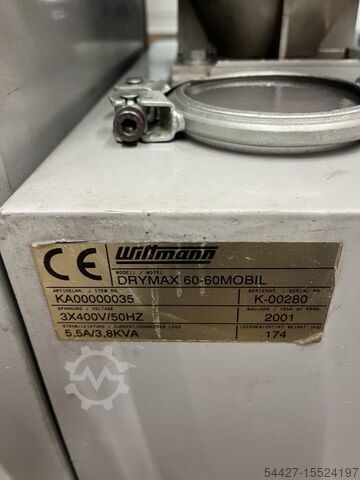 CE Wittmann
MODELL / MODEL
DRYMAX 60-60MOBIL
ARTIKELNR. / ITEM NO.
KA00000035
SERIENNR / SERIAL NO.
K-00280
SPANNUNG / VOLTAGE
3X400V/50HZ
BAUJAHR / YEAR OF PROD.
2001
STROM/LEISTUNG / CURRENT/CONNECTED LOAD
5,5A/3,8KVA
LEERGEWICHT/NT.WEIGHT (kg)
174
54427-15524197